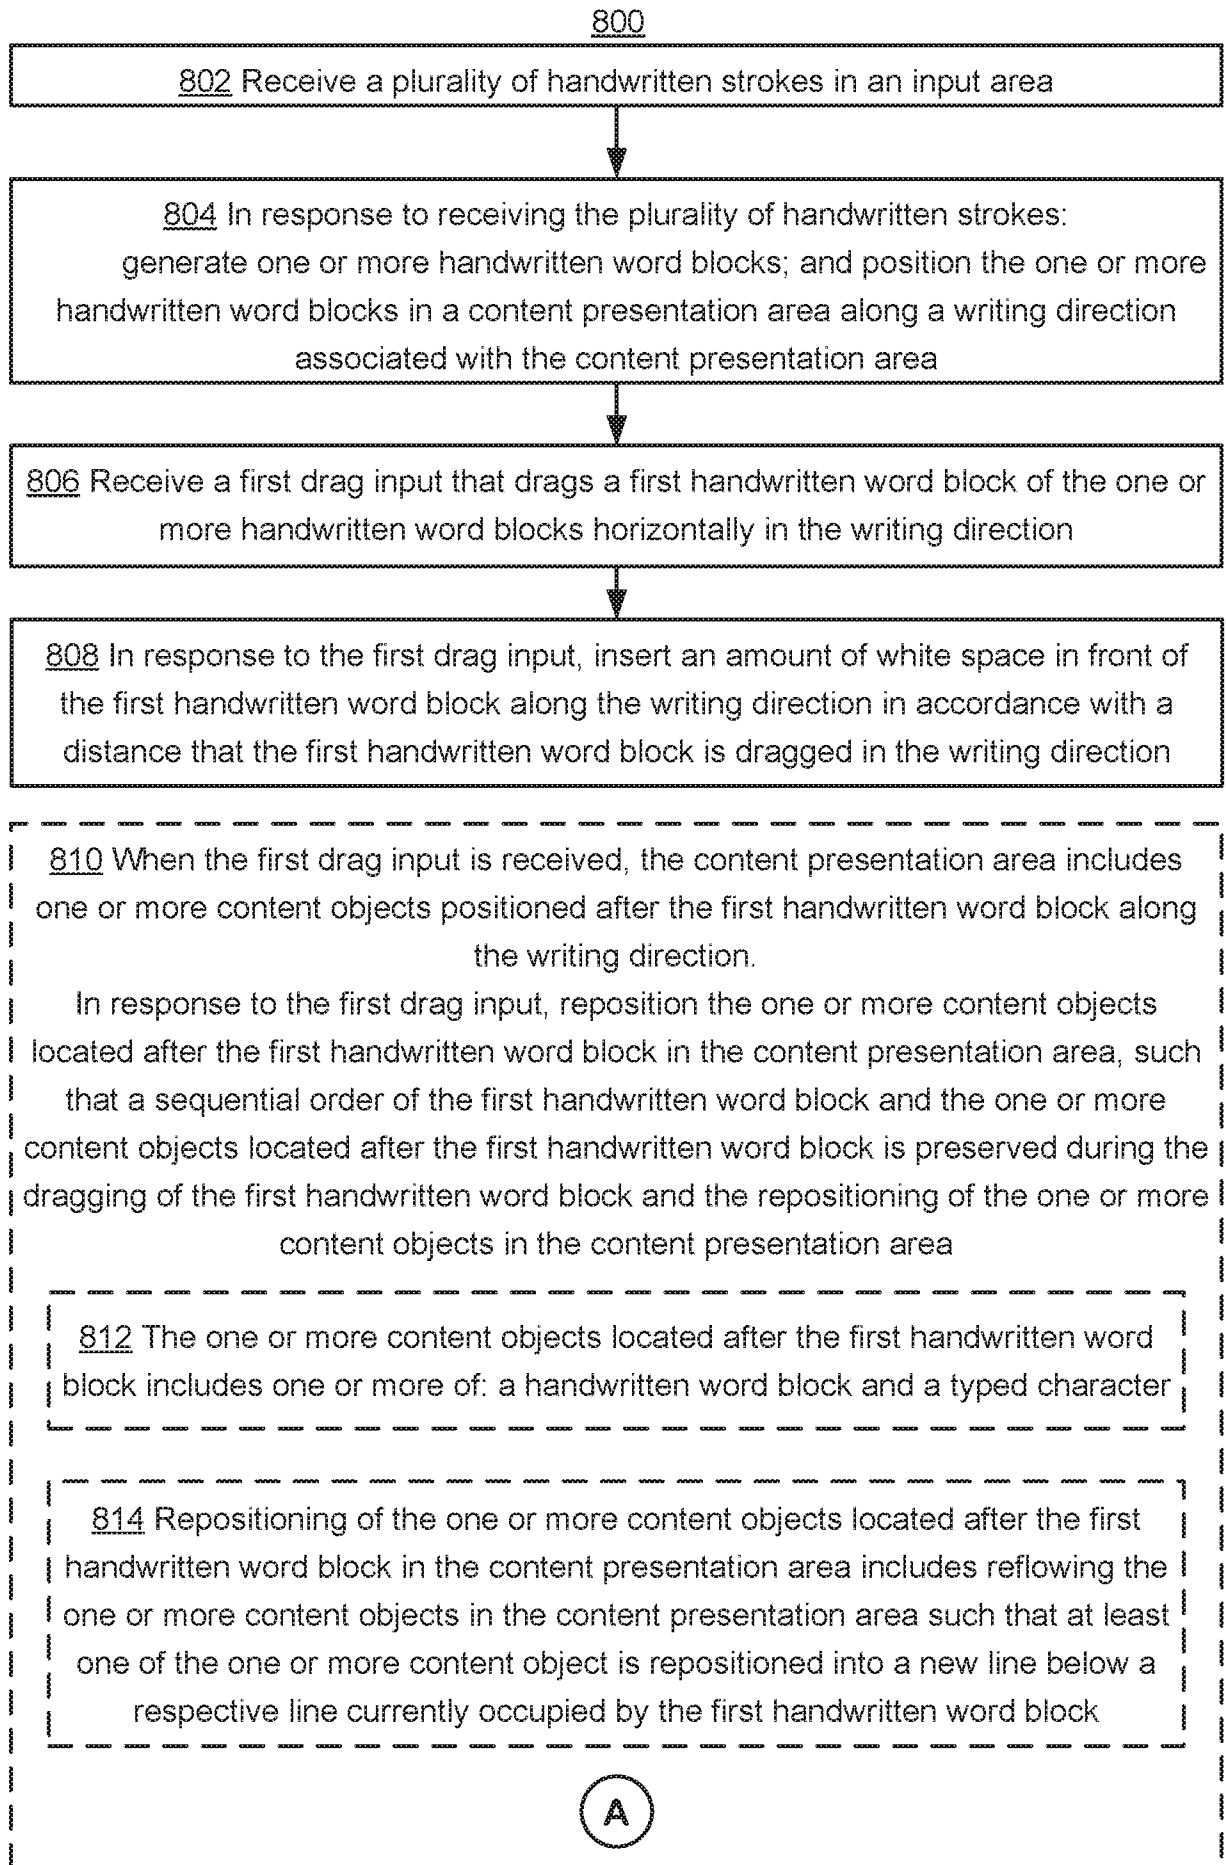 800
802 Receive a plurality of handwritten strokes in an input area
804 In response to receiving the plurality of handwritten strokes:
generate one or more handwritten word blocks; and position the one or more
handwritten word blocks in a content presentation area along a writing direction
associated with the content presentation area
806 Receive a first drag input that drags a first handwritten word block of the one or
more handwritten word blocks horizontally in the writing direction
808 In response to the first drag input, insert an amount of white space in front of
the first handwritten word block along the writing direction in accordance with a
distance that the first handwritten word block is dragged in the writing direction
810 When the first drag input is received, the content presentation area includes
one or more content objects positioned after the first handwritten word block along
the writing direction.
In response to the first drag input, reposition the one or more content objects
located after the first handwritten word block in the content presentation area, such
that a sequential order of the first handwritten word block and the one or more
content objects located after the first handwritten word block is preserved during the
dragging of the first handwritten word block and the repositioning of the one or more
content objects in the content presentation area
812 The one or more content objects located after the first handwritten word
block includes one or more of: a handwritten word block and a typed character
814 Repositioning of the one or more content objects located after the first
handwritten word block in the content presentation area includes reflowing the
one or more content objects in the content presentation area such that at least
one of the one or more content object is repositioned into a new line below a
respective line currently occupied by the first handwritten word block
A